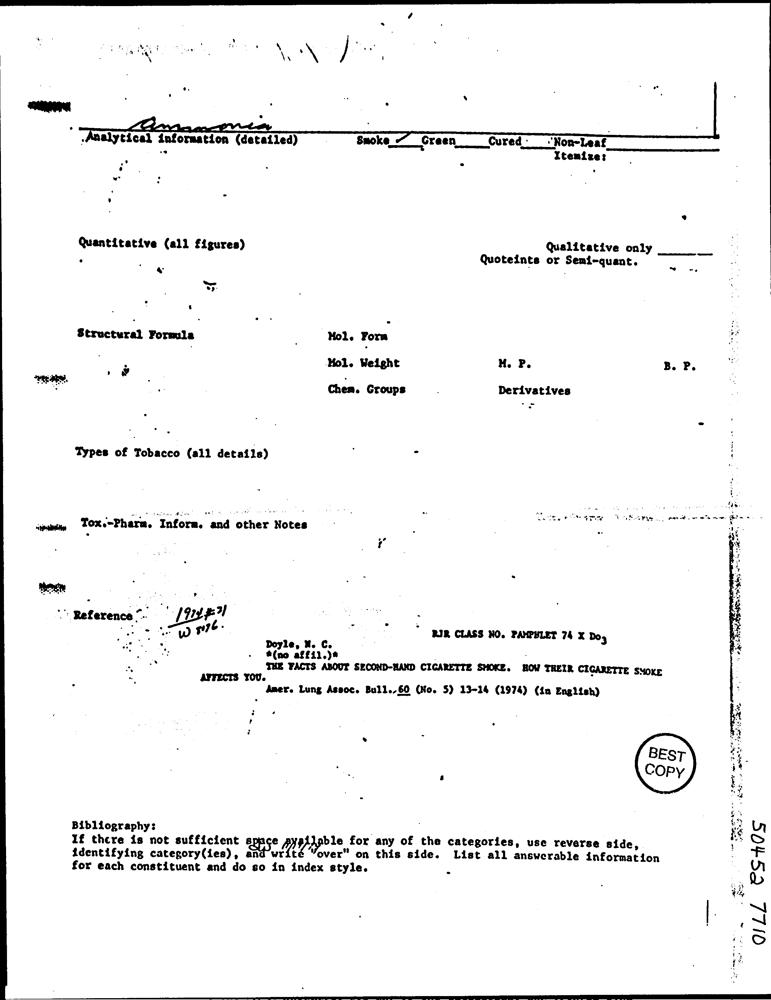 Ammonia
Analytical information (detailed) Smoke ✓ Green Cured Non-Leaf
Itemize:
Quantitative (all figures) Qualitative only
Quoteints or Semi-quant.
Structural Formula Mol. Form
Mol. Weight M. P. B. P.
Chem. Groups Derivatives
Types of Tobacco (all details)
Tox.-Pharm. Inform. and other Notes
Reference 1974 #31
W
RJR CLASS NO. PAMPHLET 74 X Do3
Doyle, N. C.
*(no affil.)*
THE FACTS ABOUT SECOND-HAND CIGARETTE SMOKE. HOW THEIR CIGARETTE SMOKE
AFFECTS YOU.
Amer. Lung Assoc. Bull., 60 (No. 5) 13-14 (1974) (in English)
BEST
COPY
Bibliography:
If there is not sufficient space available for any of the categories, use reverse side,
identifying category(ies), and write "over" on this side. List all answerable information
for each constituent and do so in index style.
50452 7710